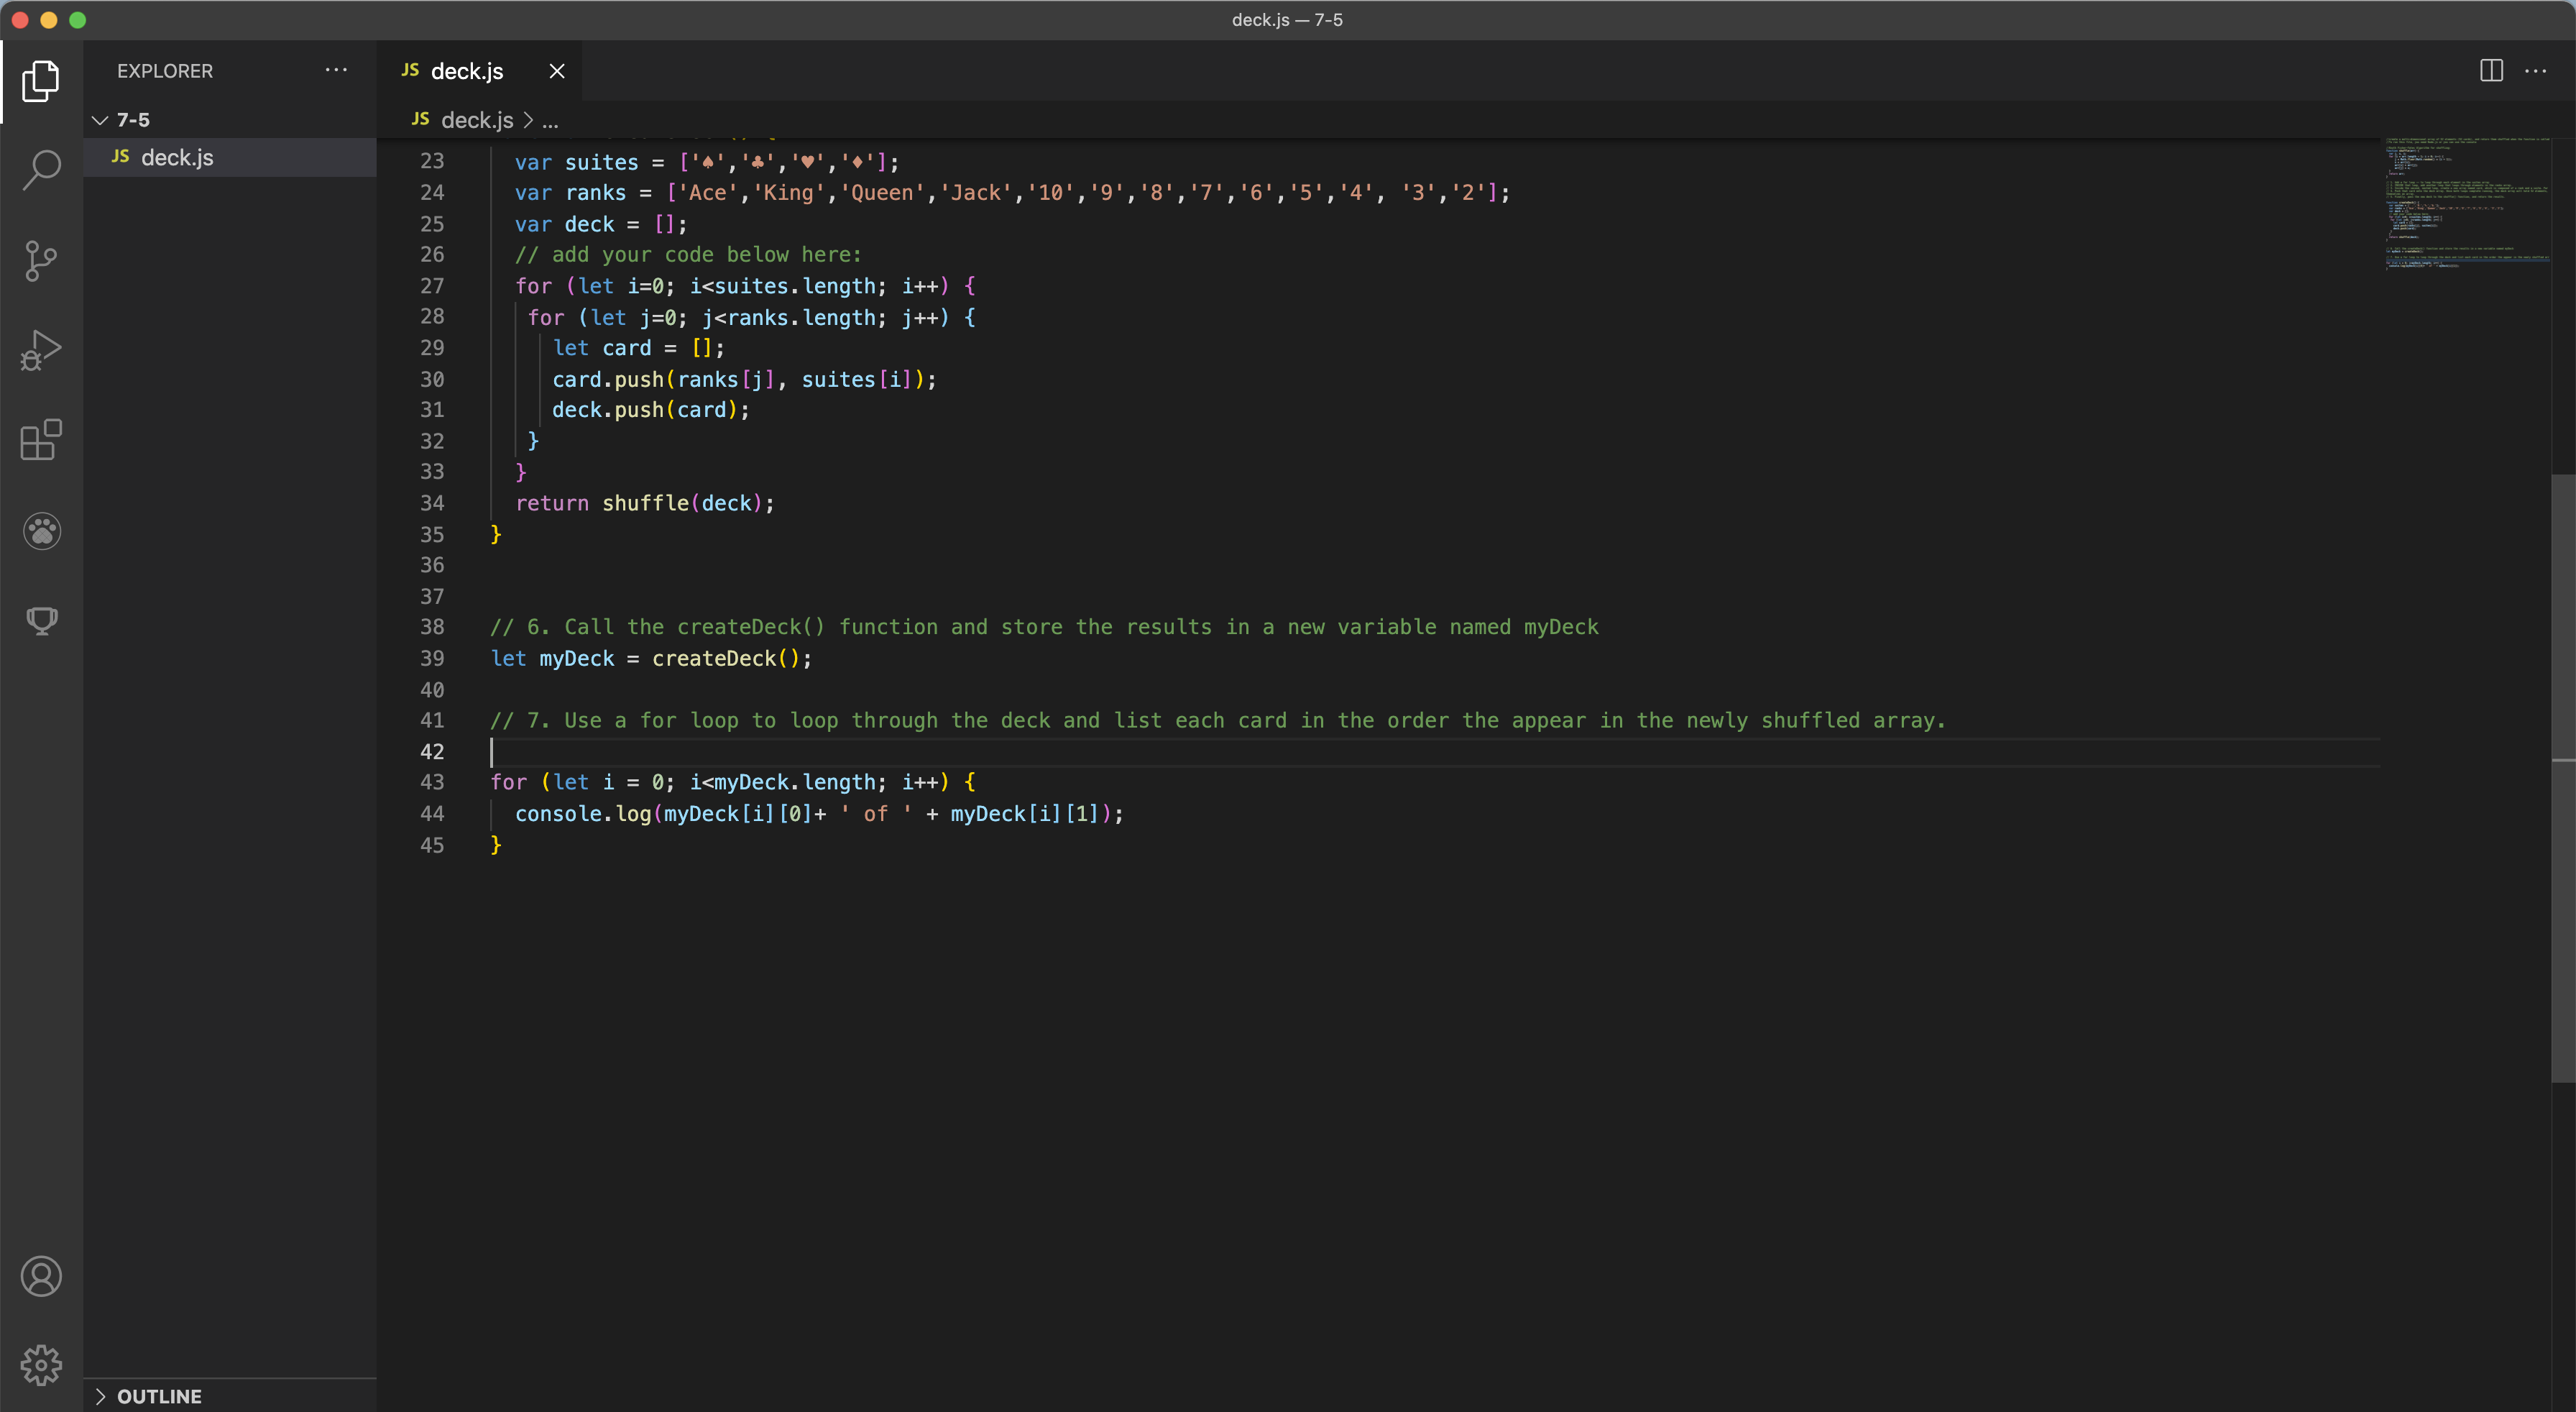 deck.js — 7-5
EXPLORER
7-5
JS deck.js
OUTLINE
JS deck.js
JS deck.js > ...
23 var suites = ['♠','♣','♥','♦'];
24 var ranks = ['Ace','King','Queen','Jack','10','9','8','7','6','5','4', '3','2'];
25 var deck = [];
26 // add your code below here:
27 for (let i=0; i<suites.length; i++) {
28 for (let j=0; j<ranks.length; j++) {
29 let card = [];
30 card.push(ranks[j], suites[i]);
31 deck.push(card);
32 }
33 }
34 return shuffle(deck);
35 }
36
37
38 // 6. Call the createDeck() function and store the results in a new variable named myDeck
39 let myDeck = createDeck();
40
41 // 7. Use a for loop to loop through the deck and list each card in the order the appear in the newly shuffled array.
42
43 for (let i = 0; i<myDeck.length; i++) {
44 console.log(myDeck[i][0]+ ' of ' + myDeck[i][1]);
45 }